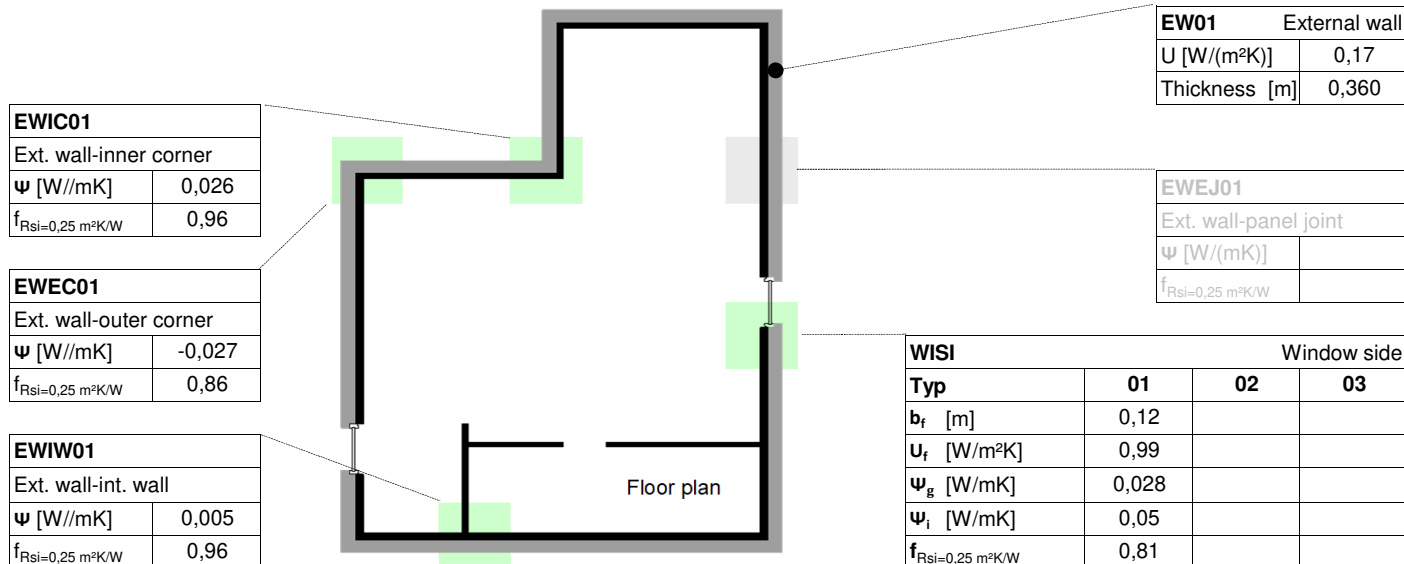 EW01 External wall
U [W/(m²K)] 0,17
Thickness [m] 0,360
EWIC01
Ext. wall-inner corner
Ψ [W//mK] 0,026
fRsi=0,25 m²K/W 0,96
EWEJ01
Ext. wall-panel joint
Ψ [W/(mK)]
fRsi=0,25 m²K/W
EWEC01
Ext. wall-outer corner
Ψ [W//mK] -0,027
fRsi=0,25 m²K/W 0,86
WISI Window side
Typ 01 02 03
bf [m] 0,12
Uf [W/m²K] 0,99
Ψg [W/mK] 0,028
Ψi [W/mK] 0,05
fRsi=0,25 m²K/W 0,81
EWIW01
Ext. wall-int. wall
Ψ [W//mK] 0,005
fRsi=0,25 m²K/W 0,96
Floor plan